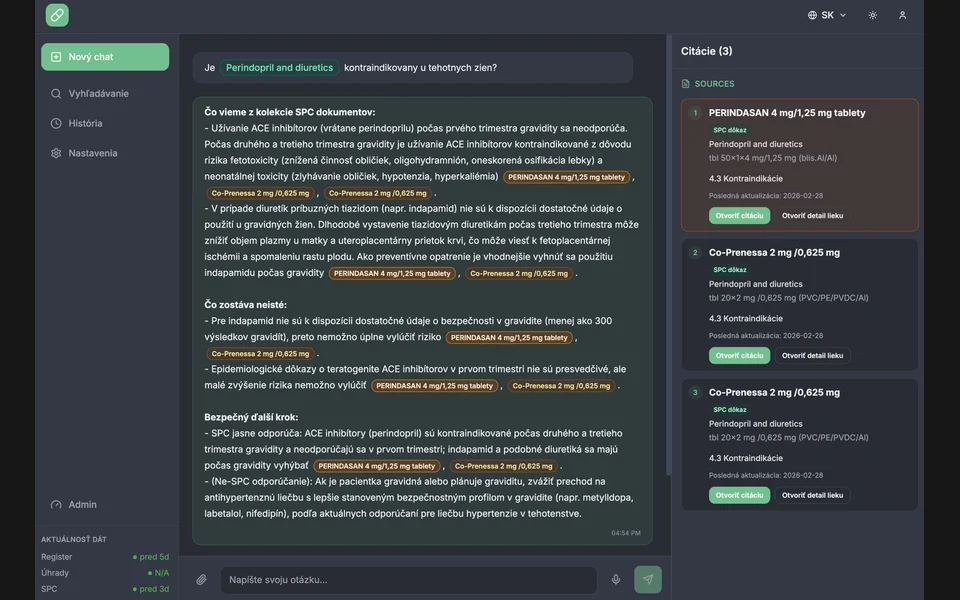 SK
Nový chat
Vyhľadávanie
História
Nastavenia
Admin
AKTUÁLNOSŤ DÁT
Register pred 5d
Úhrady N/A
SPC pred 3d
Je Perindopril and diuretics kontraindikovany u tehotnych zien?
Čo vieme z kolekcie SPC dokumentov:
- Užívanie ACE inhibítorov (vrátane perindoprilu) počas prvého trimestra gravidity sa neodporúča.
Počas druhého a tretieho trimestra gravidity je užívanie ACE inhibítorov kontraindikované z dôvodu
rizika fetotoxicity (znížená činnosť obličiek, oligohydramnión, oneskorená osifikácia lebky) a
neonatálnej toxicity (zlyhávanie obličiek, hypotenzia, hyperkaliémia) PERINDASAN 4 mg/1,25 mg tablety ,
Co-Prenessa 2 mg /0,625 mg , Co-Prenessa 2 mg /0,625 mg .
- V prípade diuretík príbuzných tiazidom (napr. indapamid) nie sú k dispozícii dostatočné údaje o
použití u gravidných žien. Dlhodobé vystavenie tiazidovým diuretikám počas tretieho trimestra môže
znížiť objem plazmy u matky a uteroplacentárny prietok krvi, čo môže viesť k fetoplacentárnej
ischémii a spomaleniu rastu plodu. Ako preventívne opatrenie je vhodnejšie vyhnúť sa použitiu
indapamidu počas gravidity PERINDASAN 4 mg/1,25 mg tablety , Co-Prenessa 2 mg /0,625 mg .
Čo zostáva neisté:
- Pre indapamid nie sú k dispozícii dostatočné údaje o bezpečnosti v gravidite (menej ako 300
výsledkov gravidít), preto nemožno úplne vylúčiť riziko PERINDASAN 4 mg/1,25 mg tablety ,
Co-Prenessa 2 mg /0,625 mg .
- Epidemiologické dôkazy o teratogenite ACE inhibítorov v prvom trimestri nie sú presvedčivé, ale
malé zvýšenie rizika nemožno vylúčiť PERINDASAN 4 mg/1,25 mg tablety , Co-Prenessa 2 mg /0,625 mg .
Bezpečný ďalší krok:
- SPC jasne odporúča: ACE inhibítory (perindopril) sú kontraindikované počas druhého a tretieho
trimestra gravidity a neodporúčajú sa v prvom trimestri; indapamid a podobné diuretiká sa majú
počas gravidity vyhýbať PERINDASAN 4 mg/1,25 mg tablety , Co-Prenessa 2 mg /0,625 mg .
- (Ne-SPC odporúčanie): Ak je pacientka gravidná alebo plánuje graviditu, zvážiť prechod na
antihypertenznú liečbu s lepšie stanoveným bezpečnostným profilom v gravidite (napr. metyldopa,
labetalol, nifedipín), podľa aktuálnych odporúčaní pre liečbu hypertenzie v tehotenstve.
04:54 PM
Napíšte svoju otázku...
Citácie (3)
SOURCES
1 PERINDASAN 4 mg/1,25 mg tablety
SPC dôkaz
Perindopril and diuretics
tbl 50x1x4 mg/1,25 mg (blis.Al/Al)
4.3 Kontraindikácie
Posledná aktualizácia: 2026-02-28
Otvoriť citáciu Otvoriť detail lieku
2 Co-Prenessa 2 mg /0,625 mg
SPC dôkaz
Perindopril and diuretics
tbl 20x2 mg /0,625 mg (PVC/PE/PVDC/Al)
4.3 Kontraindikácie
Posledná aktualizácia: 2026-02-28
Otvoriť citáciu Otvoriť detail lieku
3 Co-Prenessa 2 mg /0,625 mg
SPC dôkaz
Perindopril and diuretics
tbl 20x2 mg /0,625 mg (PVC/PE/PVDC/Al)
4.3 Kontraindikácie
Posledná aktualizácia: 2026-02-28
Otvoriť citáciu Otvoriť detail lieku